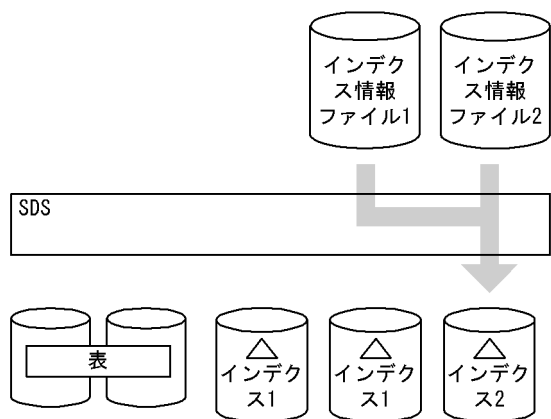 インデク
ス情報
ファイル1
インデク
ス情報
ファイル2
SDS
表
インデク
ス1
インデク
ス1
インデク
ス2